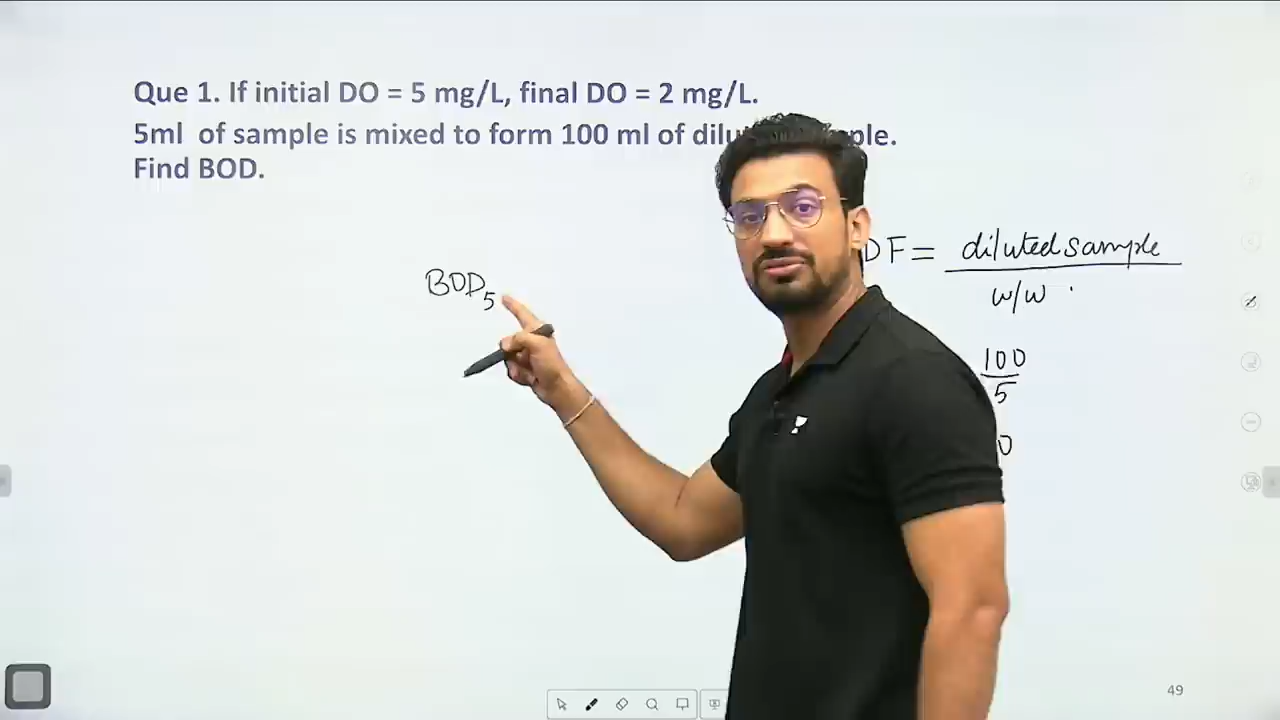 Que 1. If initial DO = 5 mg/L, final DO = 2 mg/L.
5ml of sample is mixed to form 100 ml of
Find BOD.
DF = diluted sample
w/w
BOD5
100
5
49